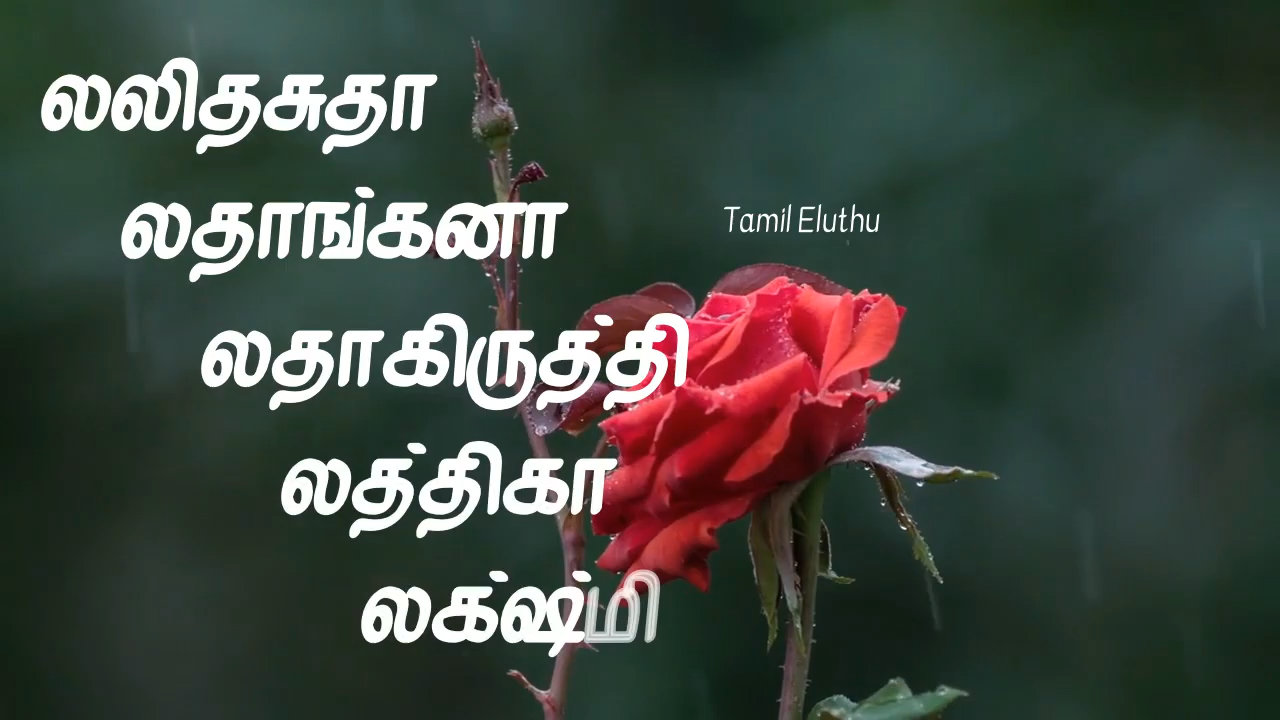 லலிதசுதா
லதாங்கனா
Tamil Eluthu
லதாகிருத்தி
லத்திகா
லக்ஷ்மி